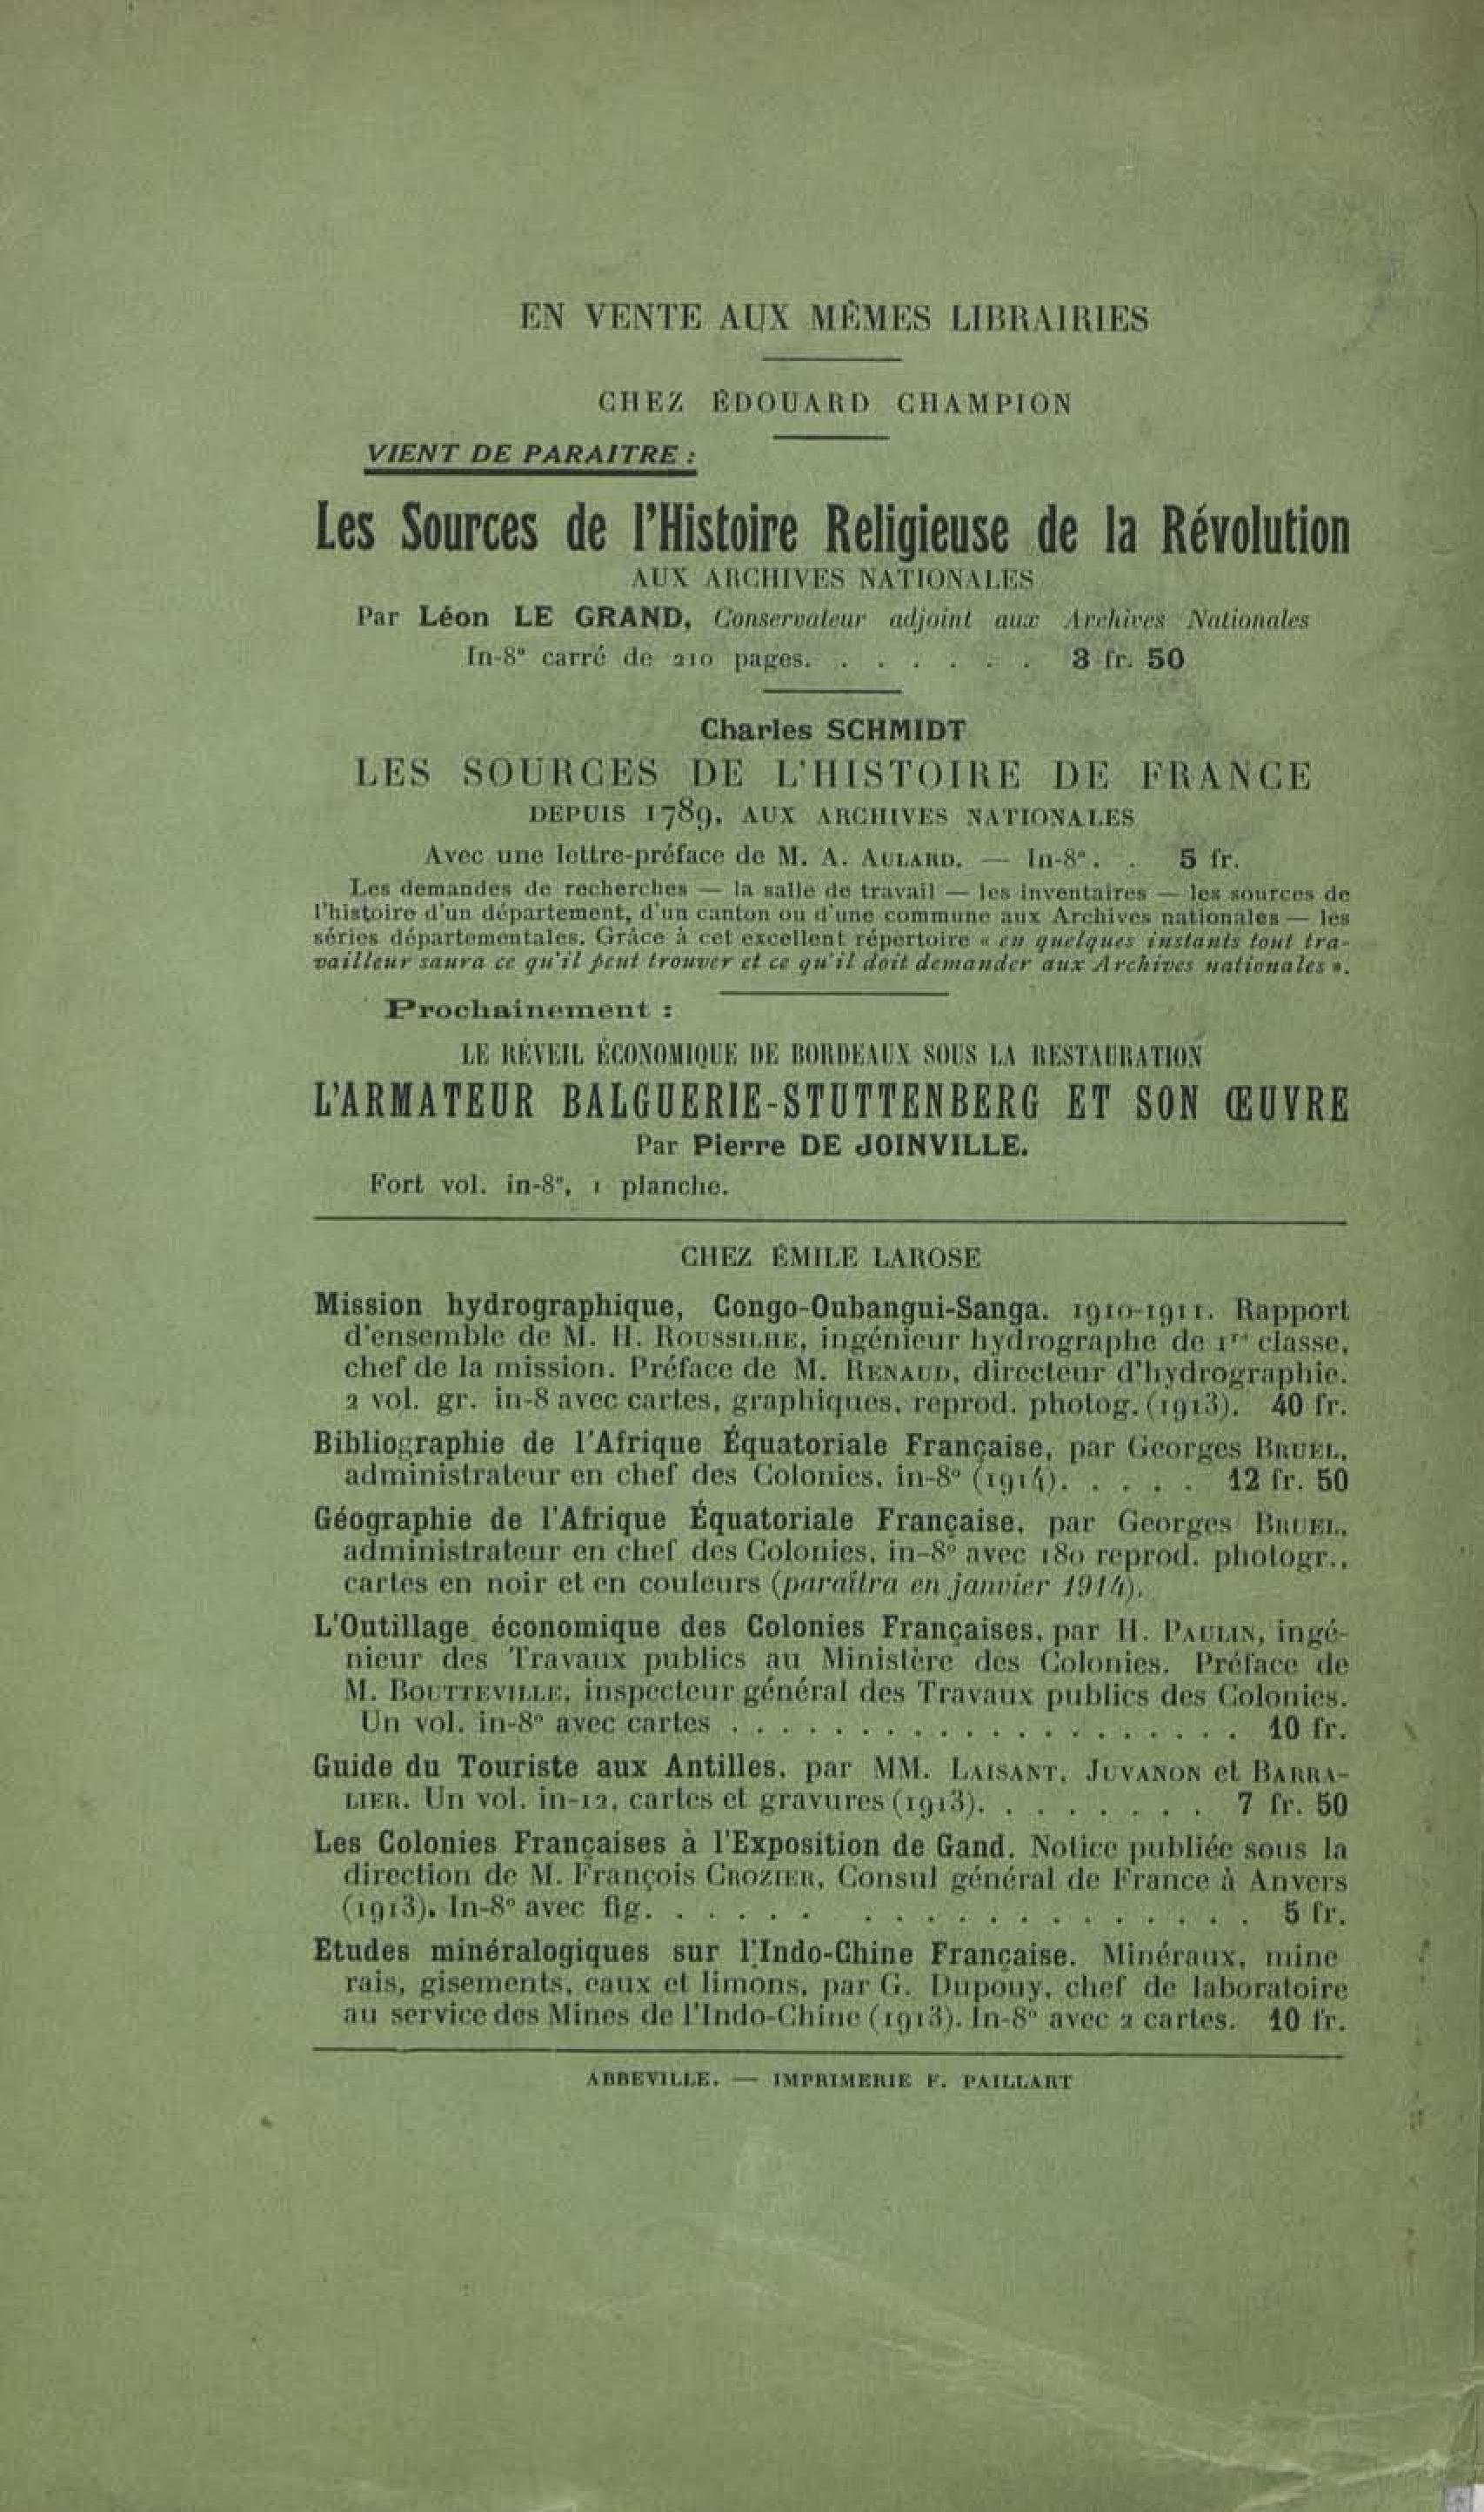 EN VENTE AUX MÊMES LIBRAIRIES
CHEZ ÉDOUARD CHAMPION
VIENT DE PARAITRE :
Les Sources de l'Histoire Religieuse de la Révolution
AUX ARCHIVES NATIONALES
Par Léon LE GRAND, Conservateur adjoint aux Archives Nationales
In-8° carré de 210 pages. . . . . . . 3 fr. 50
Charles SCHMIDT
LES SOURCES DE L'HISTOIRE DE FRANCE
DEPUIS 1789, AUX ARCHIVES NATIONALES
Avec une lettre-préface de M. A. AULARD. — In-8°. . 5 fr.
Les demandes de recherches — la salle de travail — les inventaires — les sources de
l'histoire d'un département, d'un canton ou d'une commune aux Archives nationales — les
séries départementales. Grâce à cet excellent répertoire « en quelques instants tout tra-
vailleur saura ce qu'il peut trouver et ce qu'il doit demander aux Archives nationales ».
Prochainement :
LE RÉVEIL ÉCONOMIQUE DE BORDEAUX SOUS LA RESTAURATION
L'ARMATEUR BALGUERIE-STUTTENBERG ET SON ŒUVRE
Par Pierre DE JOINVILLE.
Fort vol. in-8°, 1 planche.
CHEZ ÉMILE LAROSE
Mission hydrographique, Congo-Oubangui-Sanga. 1910-1911. Rapport
d'ensemble de M. H. ROUSSILHE, ingénieur hydrographe de 1re classe,
chef de la mission. Préface de M. RENAUD, directeur d'hydrographie.
2 vol. gr. in-8 avec cartes, graphiques, reprod. photog. (1913). 40 fr.
Bibliographie de l'Afrique Équatoriale Française, par Georges BRUEL,
administrateur en chef des Colonies, in-8° (1914). . . . . 12 fr. 50
Géographie de l'Afrique Équatoriale Française, par Georges BRUEL,
administrateur en chef des Colonies, in-8° avec 180 reprod. photogr.,
cartes en noir et en couleurs (paraîtra en janvier 1914).
L'Outillage économique des Colonies Françaises, par H. PAULIN, ingé-
nieur des Travaux publics au Ministère des Colonies. Préface de
M. BOUTTEVILLE, inspecteur général des Travaux publics des Colonies.
Un vol. in-8° avec cartes . . . . . . . . . . . . . . . . . . . . 10 fr.
Guide du Touriste aux Antilles, par MM. LAISANT, JUVANON et BARRA-
LIER. Un vol. in-12, cartes et gravures (1913). . . . . . . . . 7 fr. 50
Les Colonies Françaises à l'Exposition de Gand. Notice publiée sous la
direction de M. François CROZIER, Consul général de France à Anvers
(1913). In-8° avec fig. . . . . . . . . . . . . . . . . . . 5 fr.
Etudes minéralogiques sur l'Indo-Chine Française. Minéraux, mine
rais, gisements, eaux et limons, par G. Dupouy, chef de laboratoire
au service des Mines de l'Indo-Chine (1913). In-8° avec 2 cartes. 10 fr.
ABBEVILLE. — IMPRIMERIE F. PAILLART